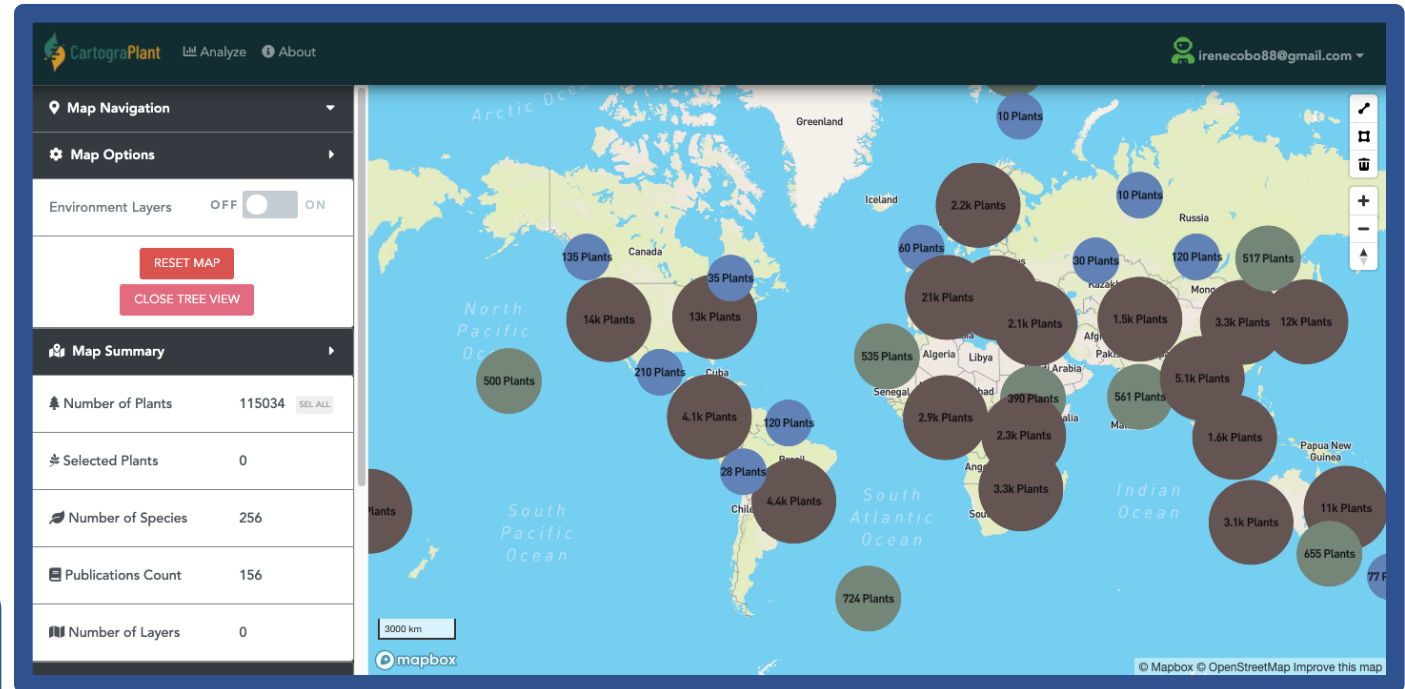 CartograPlant Analyze About irenecobo88@gmail.com
Map Navigation
Map Options
Environment Layers OFF ON
RESET MAP
CLOSE TREE VIEW
Map Summary
Number of Plants 115034 SEL ALL
Selected Plants 0
Number of Species 256
Publications Count 156
Number of Layers 0
Arctic
Greenland
10 Plants
Iceland
2.2k Plants
10 Plants
Russia
135 Plants
Canada
60 Plants
30 Plants
120 Plants
517 Plants
35 Plants
North
Pacific
14k Plants
13k Plants
21k Plants
2.1k Plants
1.5k Plants
3.3k Plants
12k Plants
500 Plants
210 Plants
Cuba
535 Plants
Algeria
Libya
Arabia
5.1k Plants
Senegal
390 Plants
561 Plants
4.1k Plants
120 Plants
2.9k Plants
2.3k Plants
1.6k Plants
Papua New
Guinea
28 Plants
Brazil
4.4k Plants
3.3k Plants
Plants
South
Pacific
Ocean
South
Atlantic
Ocean
Indian
Ocean
3.1k Plants
11k Plants
655 Plants
724 Plants
3000 km
mapbox
© Mapbox © OpenStreetMap Improve this map